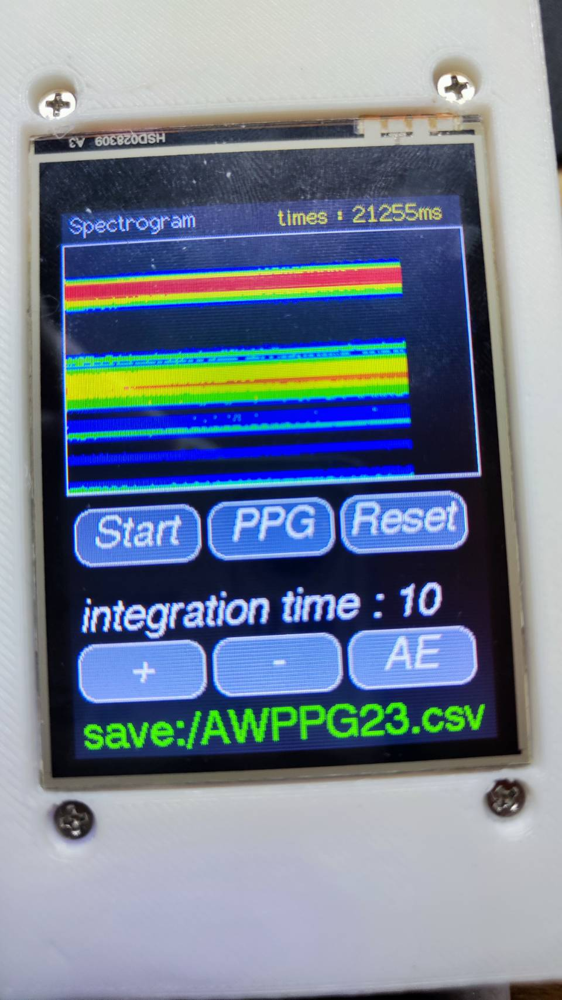 HSD028309 A3
Spectrogram times : 21255ms
Start PPG Reset
integration time : 10
+ - AE
save:/AWPPG23.csv